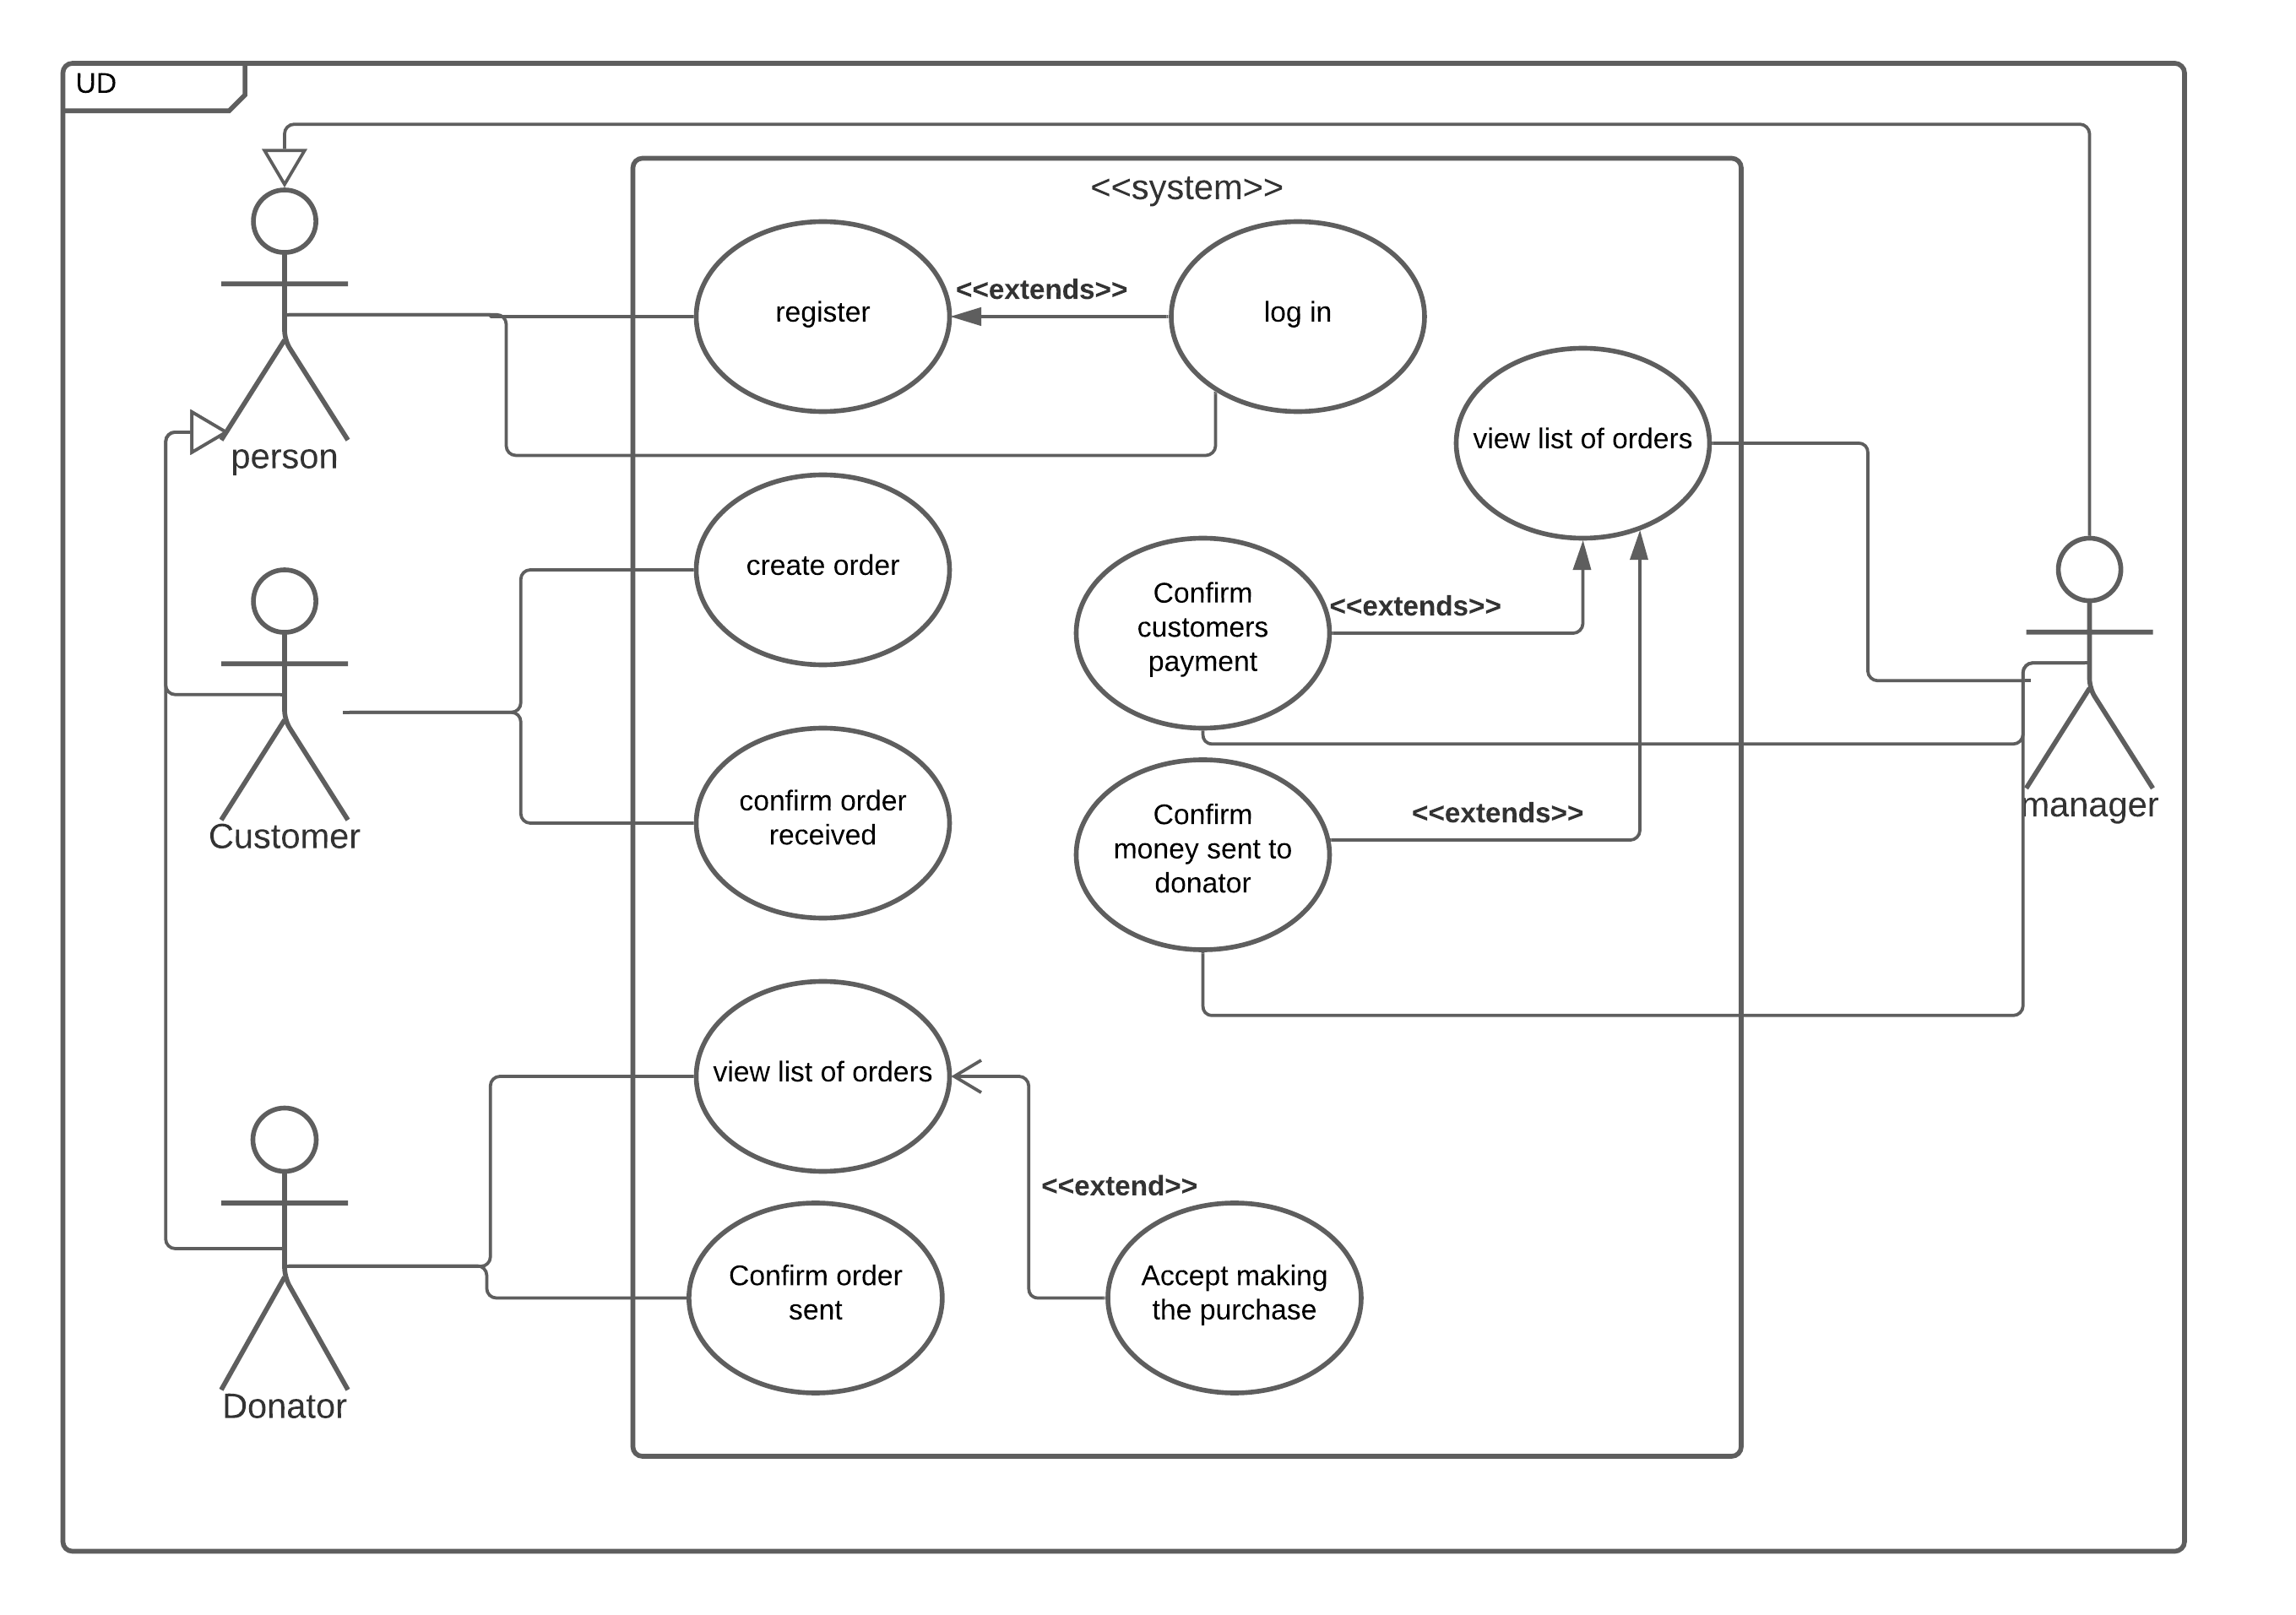 UD
<<system>>
register
<<extends>>
log in
person
view list of orders
create order
Confirm
customers
payment
<<extends>>
Customer
confirm order
received
manager
Confirm
money sent to
donator
<<extends>>
view list of orders
<<extend>>
Confirm order
sent
Accept making
the purchase
Donator